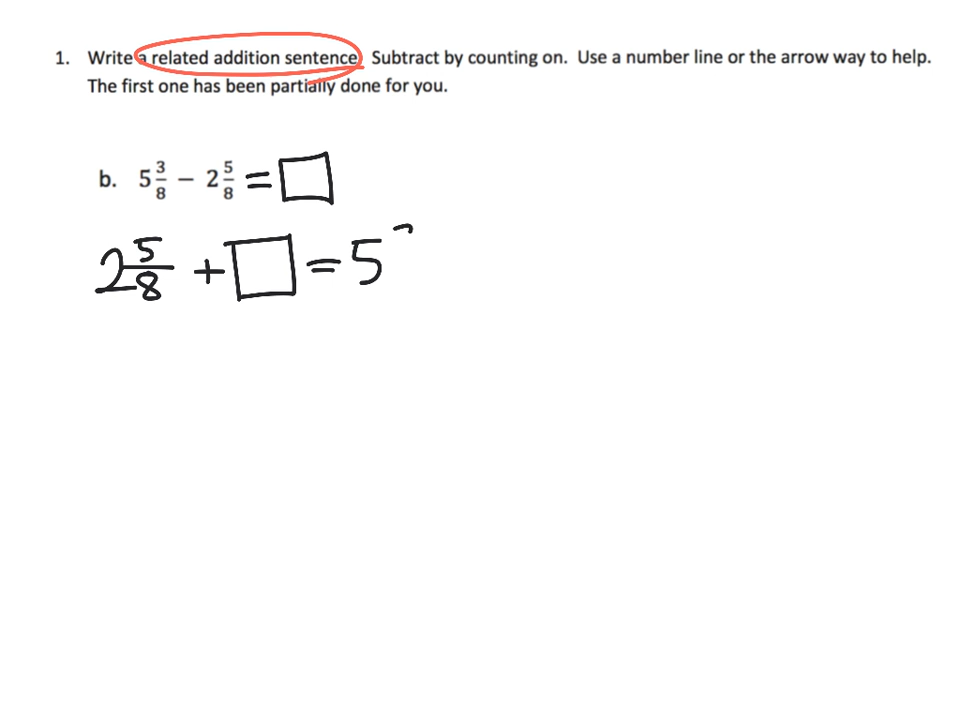 1. Write a related addition sentence. Subtract by counting on. Use a number line or the arrow way to help.
The first one has been partially done for you.
b. 5 3/8 − 2 5/8 = □
2 5/8 + □ = 5